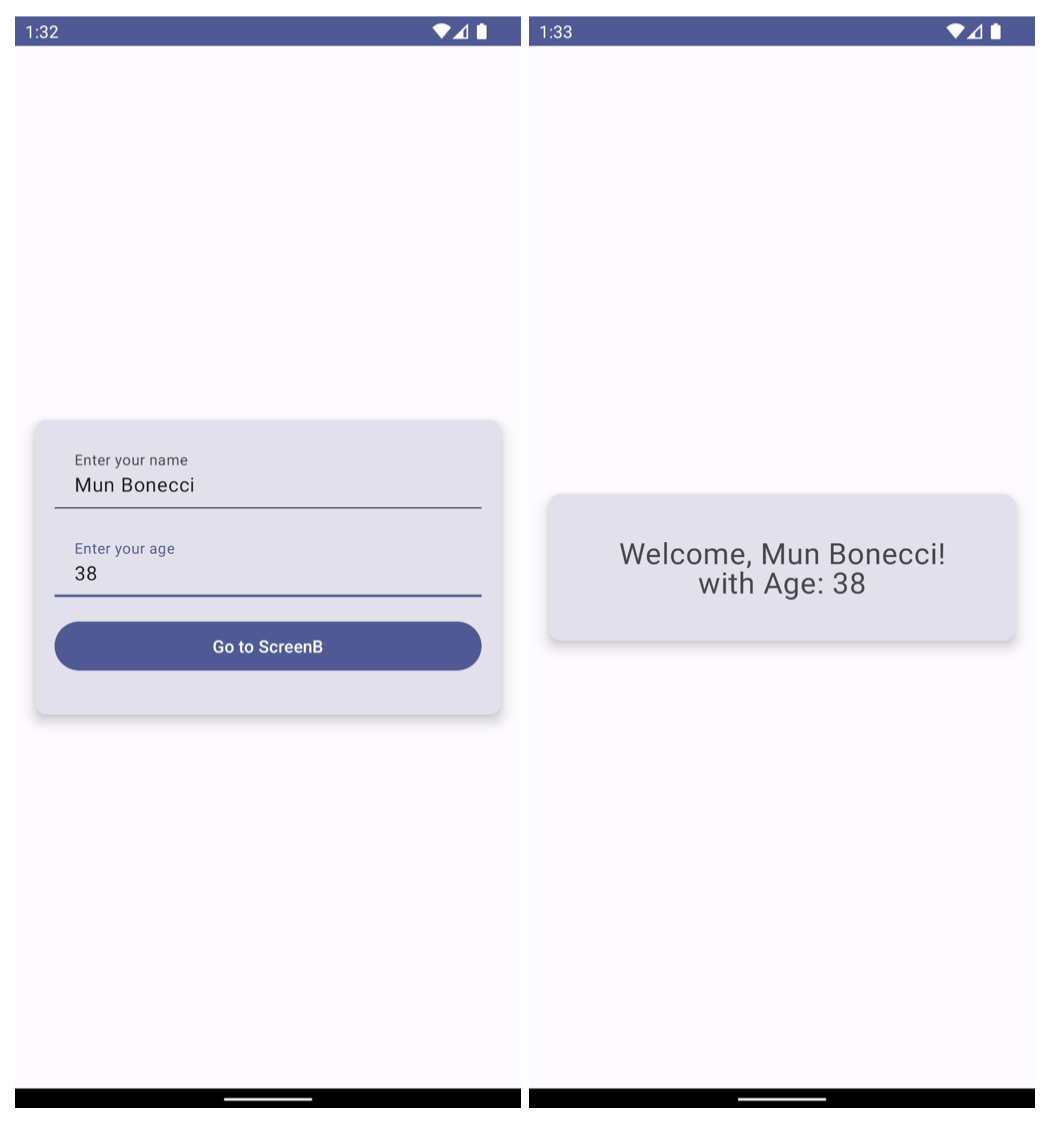 1:32
Enter your name
Mun Bonecci
Enter your age
38
Go to ScreenB
1:33
Welcome, Mun Bonecci!
with Age: 38